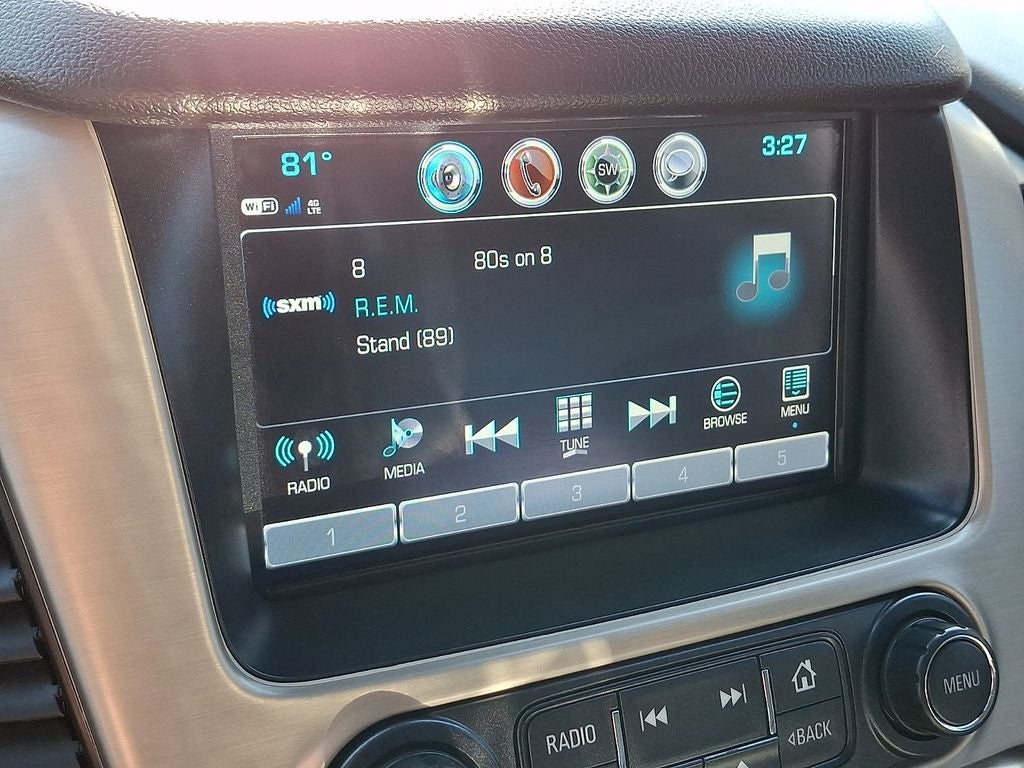 81°
SW
3:27
WiFi
4G
LTE
8
80s on 8
((sxm))
R.E.M.
Stand (89)
RADIO
MEDIA
TUNE
BROWSE
MENU
1
2
3
4
5
RADIO
BACK
MENU